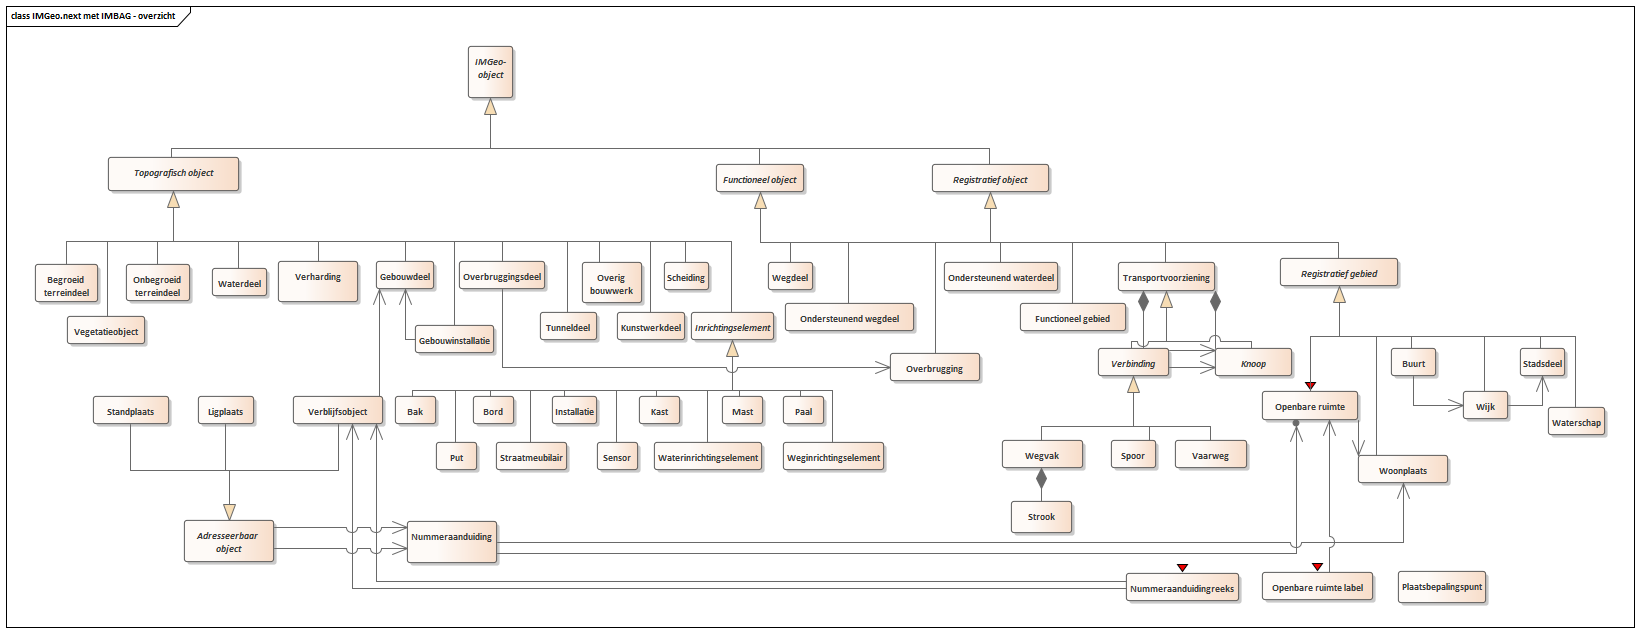 class IMGeo.next met IMBAG - overzicht
IMGeo-
object
Topografisch object
Functioneel object
Registratief object
Begroeid
terreindeel
Onbegroeid
terreindeel
Waterdeel
Verharding
Gebouwdeel
Overbruggingsdeel
Overig
bouwwerk
Scheiding
Wegdeel
Ondersteunend waterdeel
Transportvoorziening
Registratief gebied
Vegetatieobject
Gebouwinstallatie
Tunneldeel
Kunstwerkdeel
Inrichtingselement
Ondersteunend wegdeel
Functioneel gebied
Overbrugging
Verbinding
Knoop
Buurt
Stadsdeel
Standplaats
Ligplaats
Verblijfsobject
Bak
Bord
Installatie
Kast
Mast
Paal
Openbare ruimte
Wijk
Waterschap
Put
Straatmeubilair
Sensor
Waterinrichtingselement
Weginrichtingselement
Wegvak
Spoor
Vaarweg
Woonplaats
Strook
Adresseerbaar
object
Nummeraanduiding
Nummeraanduidingreeks
Openbare ruimte label
Plaatsbepalingspunt